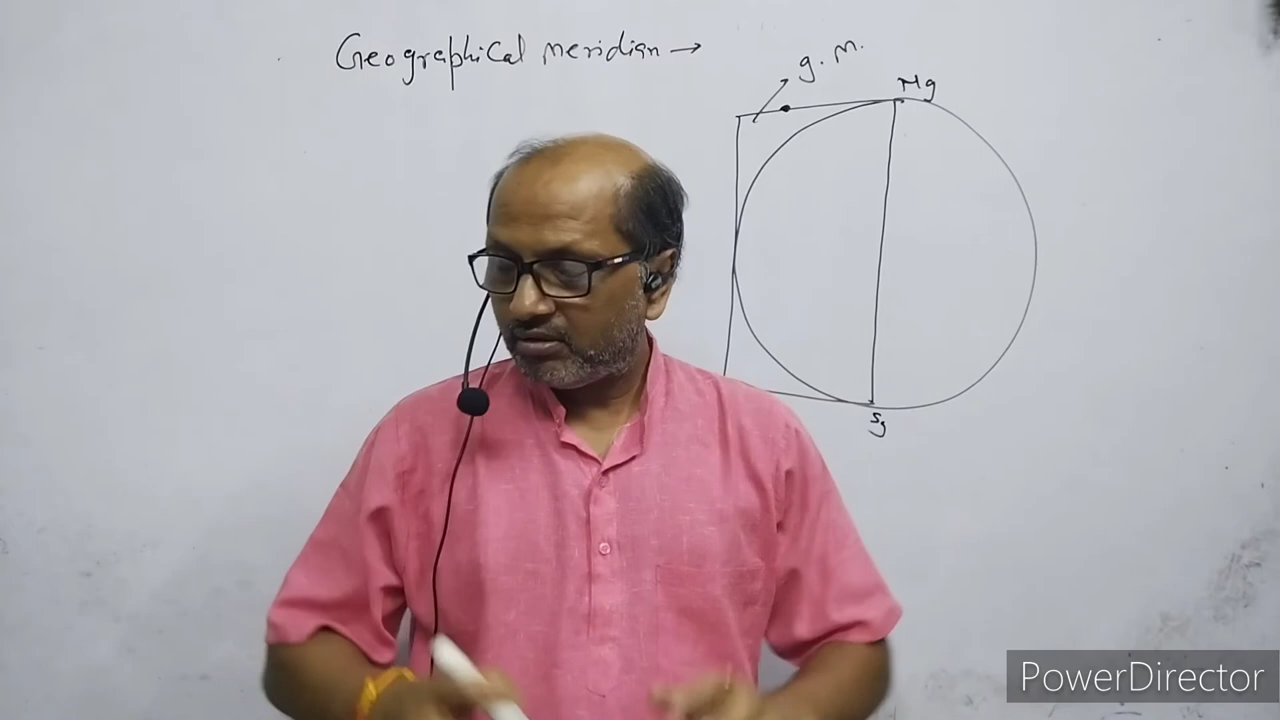 Geographical meridian →
g. m.
Ng
Sg
PowerDirector